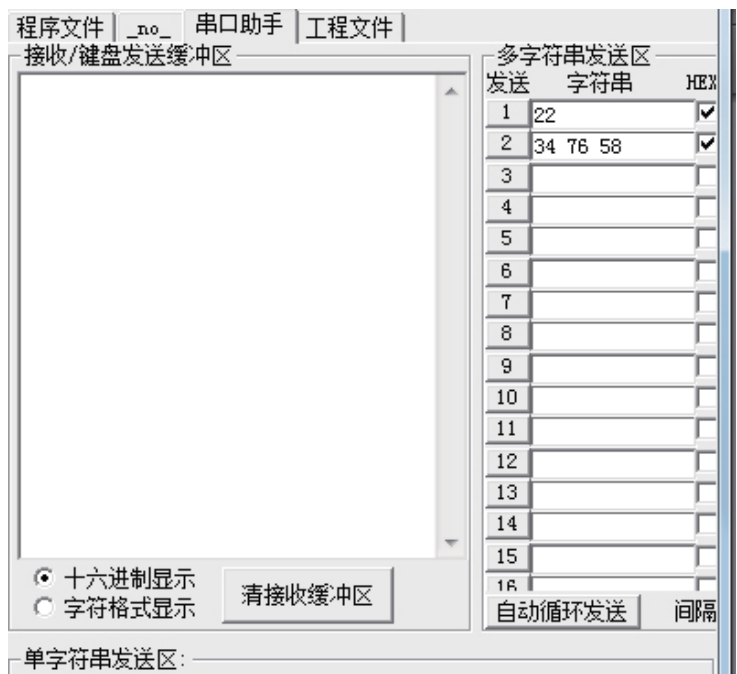 程序文件 _no_ 串口助手 工程文件
接收/键盘发送缓冲区
十六进制显示
字符格式显示
清接收缓冲区
多字符串发送区
发送 字符串 HEX
1 22
2 34 76 58
3
4
5
6
7
8
9
10
11
12
13
14
15
16
自动循环发送 间隔
单字符串发送区: